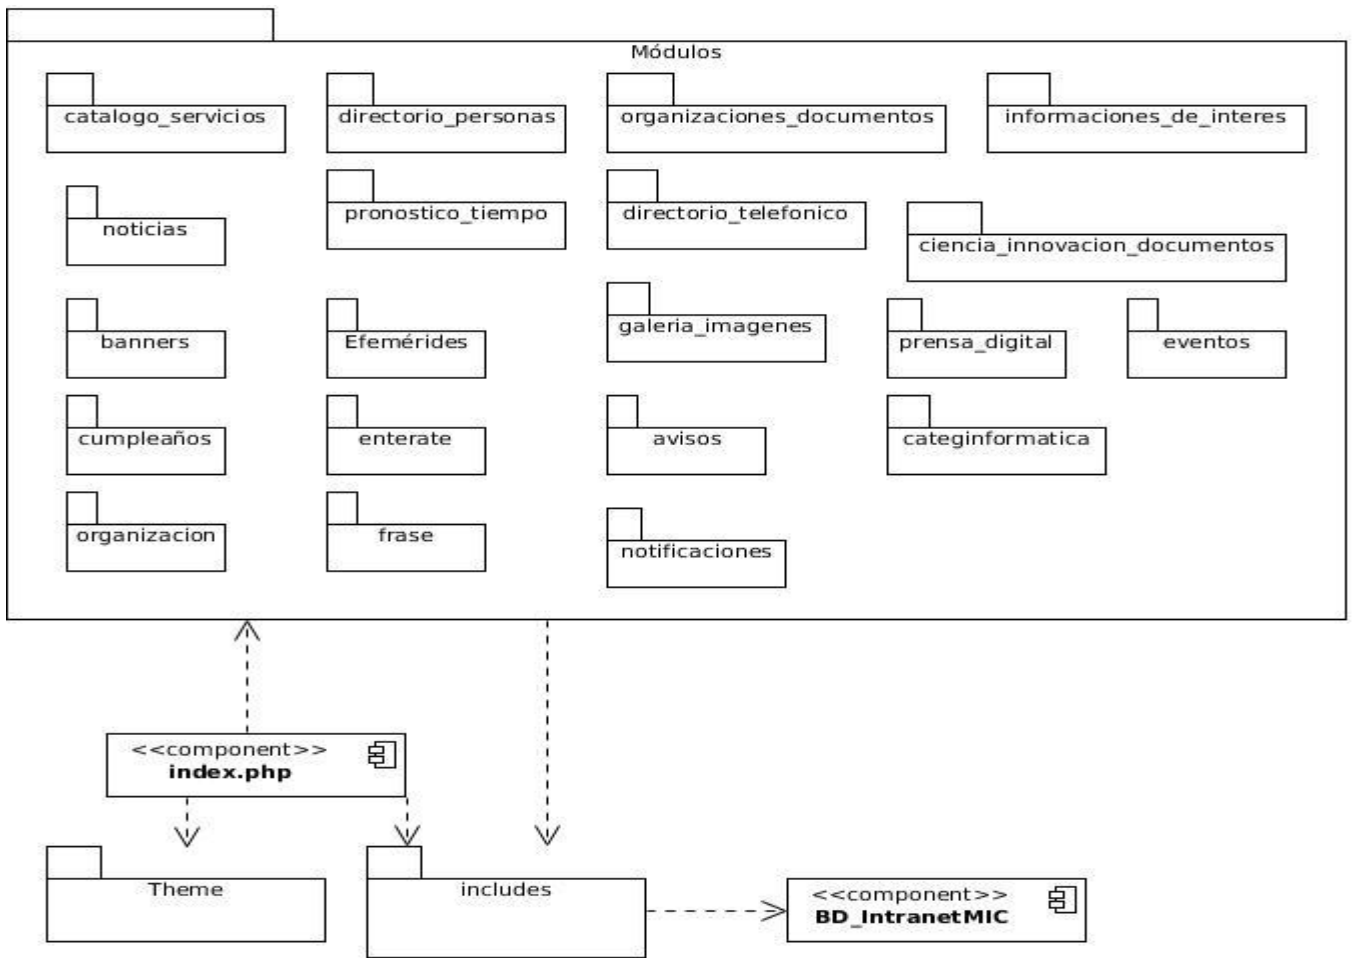 Módulos
catalogo_servicios
directorio_personas
organizaciones_documentos
informaciones_de_interes
noticias
pronostico_tiempo
directorio_telefonico
ciencia_innovacion_documentos
banners
Efemérides
galeria_imagenes
prensa_digital
eventos
cumpleaños
enterate
avisos
categinformatica
organizacion
frase
notificaciones
<<component>>
index.php
Theme
includes
<<component>>
BD_IntranetMIC